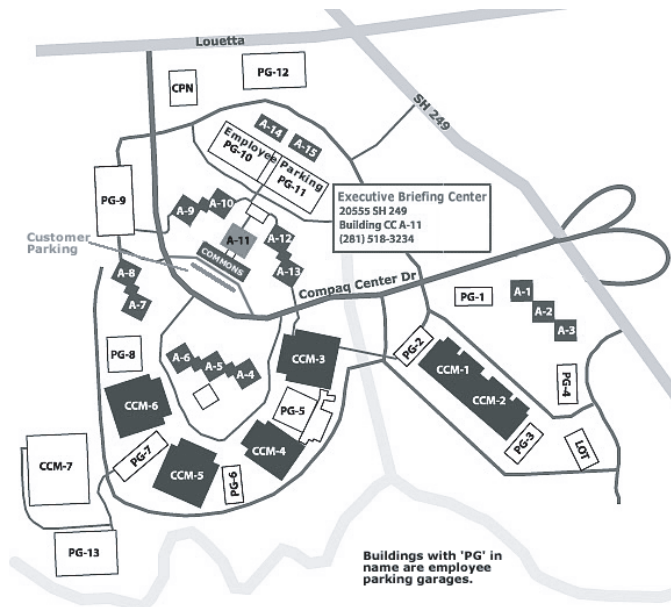 Louetta
PG-12
CPN
SH 249
A-14
A-15
Employee Parking
PG-10
PG-11
PG-9
A-9
A-10
Executive Briefing Center
20555 SH 249
Building CC A-11
(281) 518-3234
A-11
A-12
Customer
Parking
COMMONS
A-13
A-8
A-7
Compaq Center Dr
PG-1
A-1
A-2
A-3
PG-8
A-6
A-5
A-4
CCM-3
PG-2
CCM-1
CCM-2
PG-4
CCM-6
PG-5
CCM-7
PG-7
CCM-5
CCM-4
PG-6
PG-3
LOT
PG-13
Buildings with 'PG' in
name are employee
parking garages.